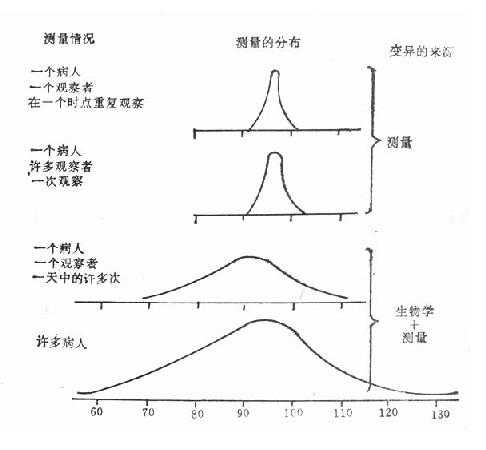 测量情况
测量的分布
变异的来源
一个病人
一个观察者
在一个时点重复观察
测量
一个病人
许多观察者
一次观察
一个病人
一个观察者
一天中的许多次
生物学
+
测量
许多病人
60 70 80 90 100 110 120 130